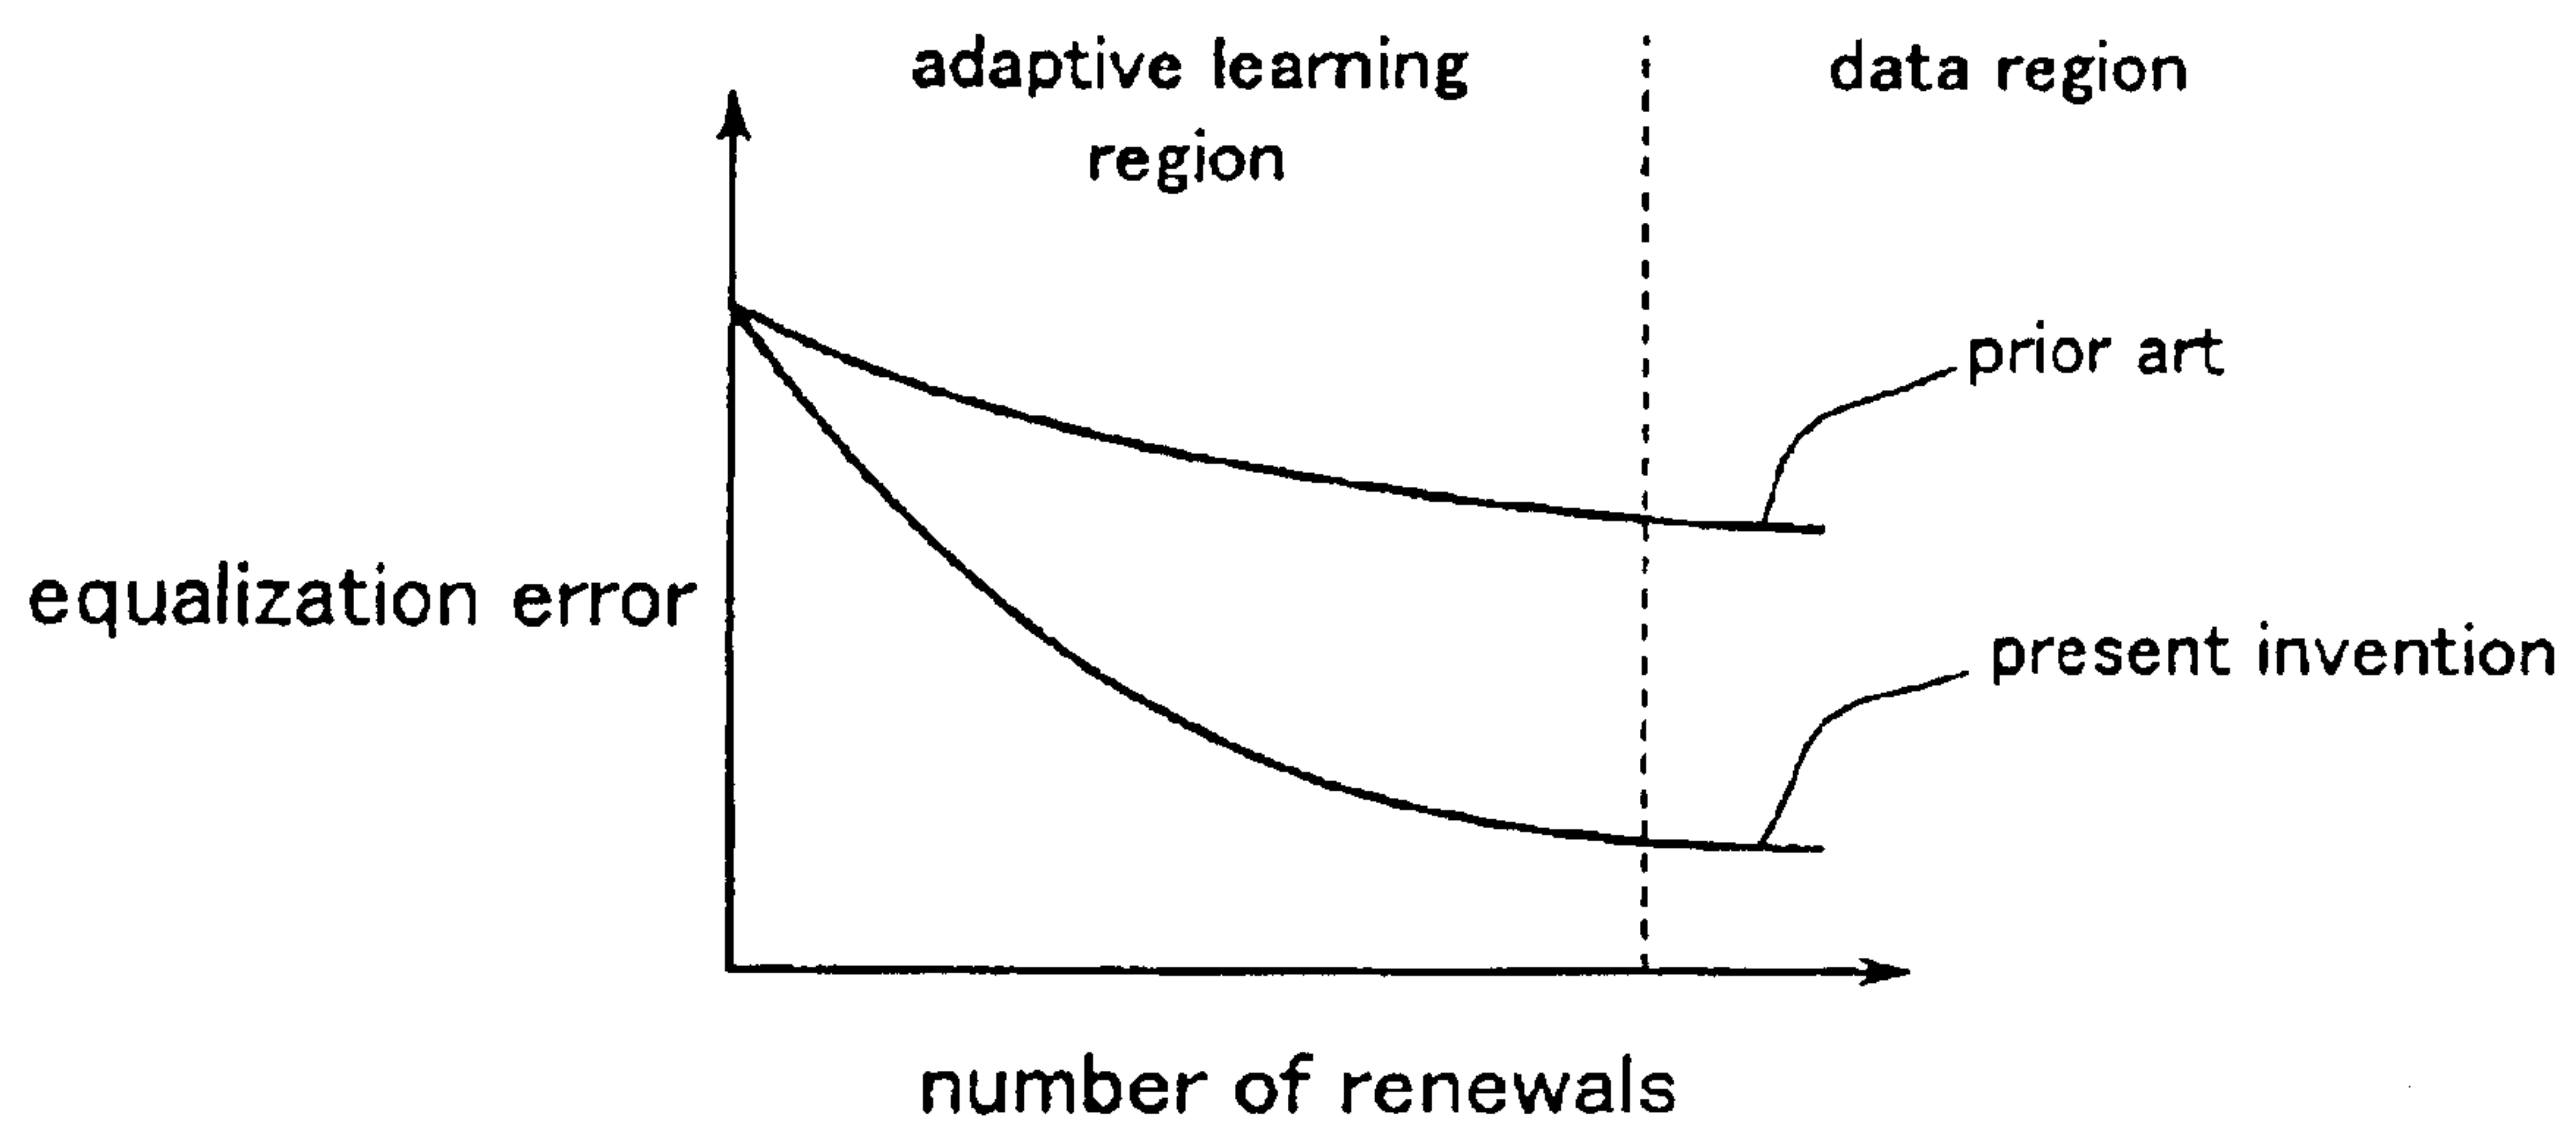 adaptive learning
region
data region
prior art
equalization error
present invention
number of renewals